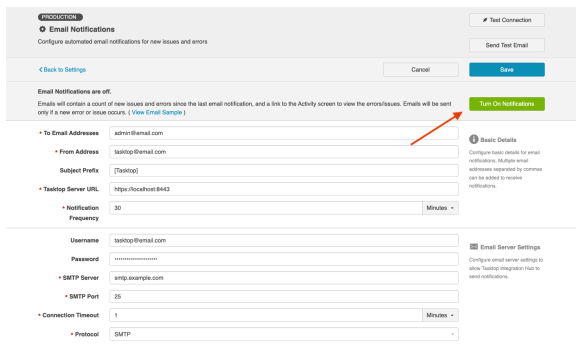 PRODUCTION
Email Notifications
Configure automated email notifications for new issues and errors
Test Connection
Send Test Email
Back to Settings
Cancel
Save
Email Notifications are off.
Emails will contain a count of new issues and errors since the last email notification, and a link to the Activity screen to view the errors/issues. Emails will be sent
only if a new error or issue occurs. ( View Email Sample )
Turn On Notifications
* To Email Addresses admin@email.com
* From Address tasktop@email.com
Subject Prefix [Tasktop]
* Tasktop Server URL https://localhost:8443
* Notification
Frequency
30 Minutes
Basic Details
Configure basic details for email
notifications. Multiple email
addresses separated by commas
can be added to receive
notifications.
Username tasktop@email.com
Password ····················
* SMTP Server smtp.example.com
* SMTP Port 25
* Connection Timeout 1 Minutes
* Protocol SMTP
Email Server Settings
Configure email server settings to
allow Tasktop Integration Hub to
send notifications.